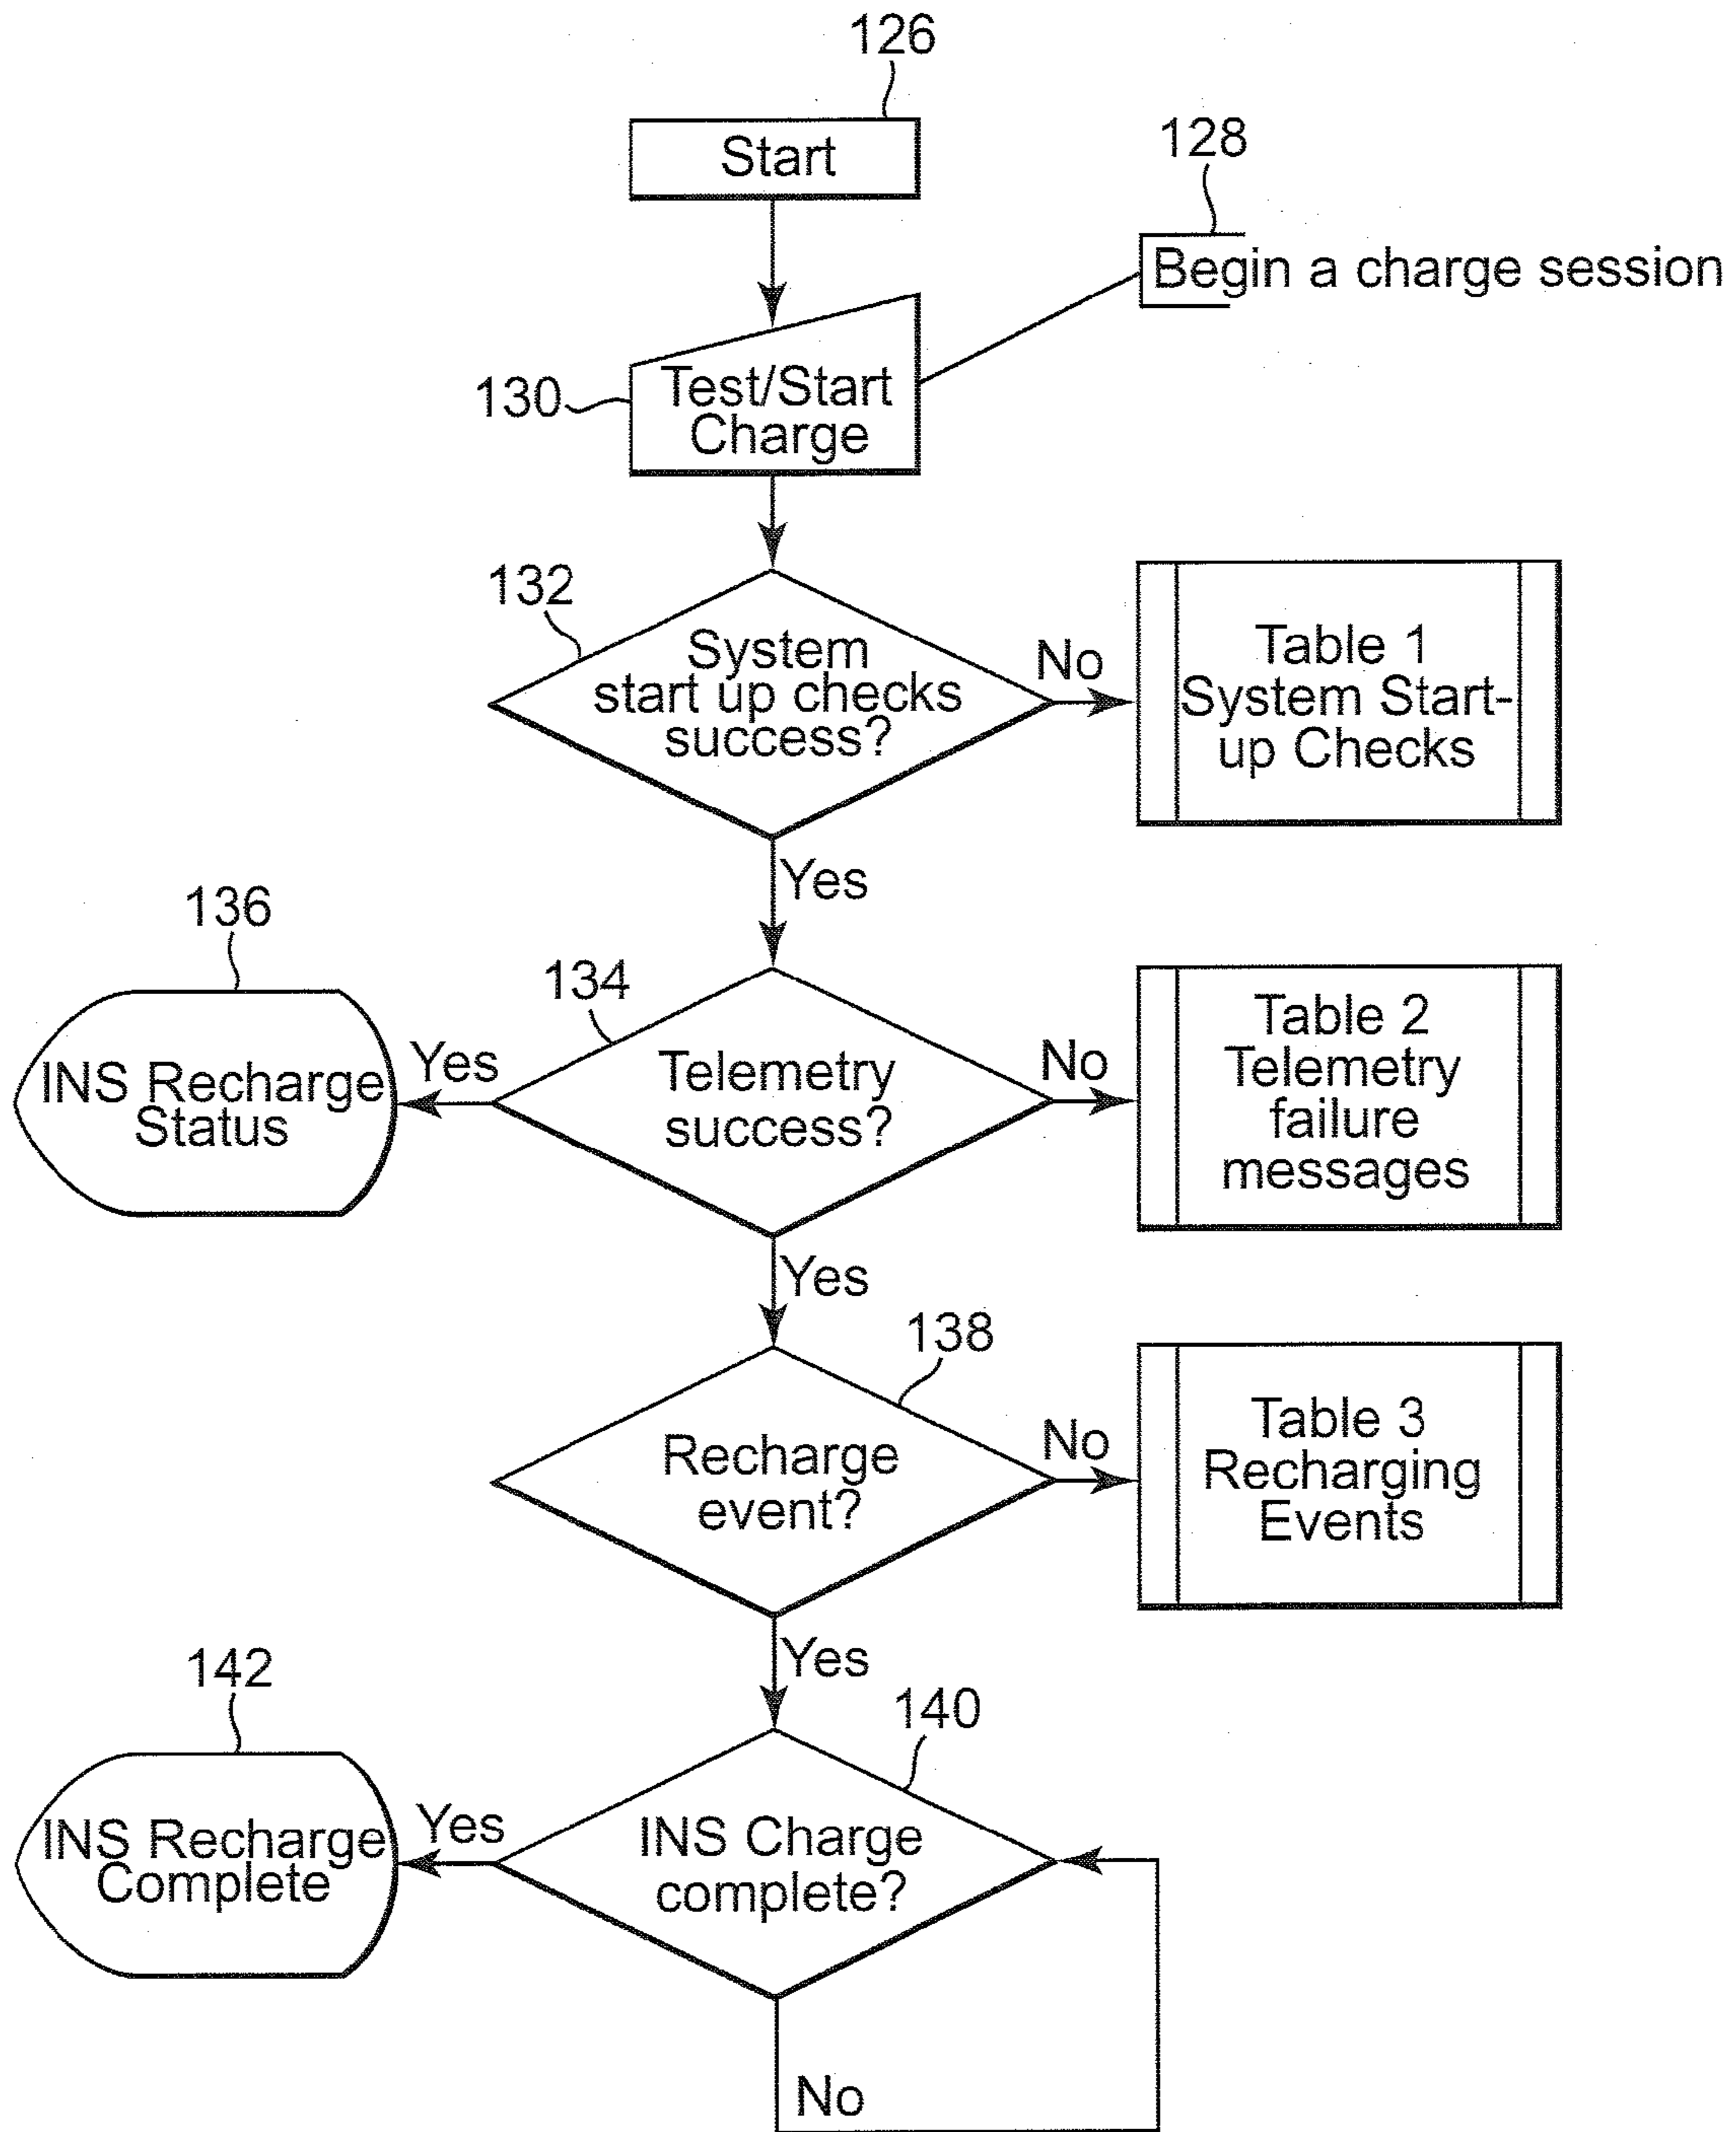 126
Start
128
Begin a charge session
130
Test/Start
Charge
132
System
start up checks
success?
No
Table 1
System Start-
up Checks
Yes
136
134
INS Recharge
Status
Yes
Telemetry
success?
No
Table 2
Telemetry
failure
messages
Yes
138
Recharge
event?
No
Table 3
Recharging
Events
Yes
142
140
INS Recharge
Complete
Yes
INS Charge
complete?
No